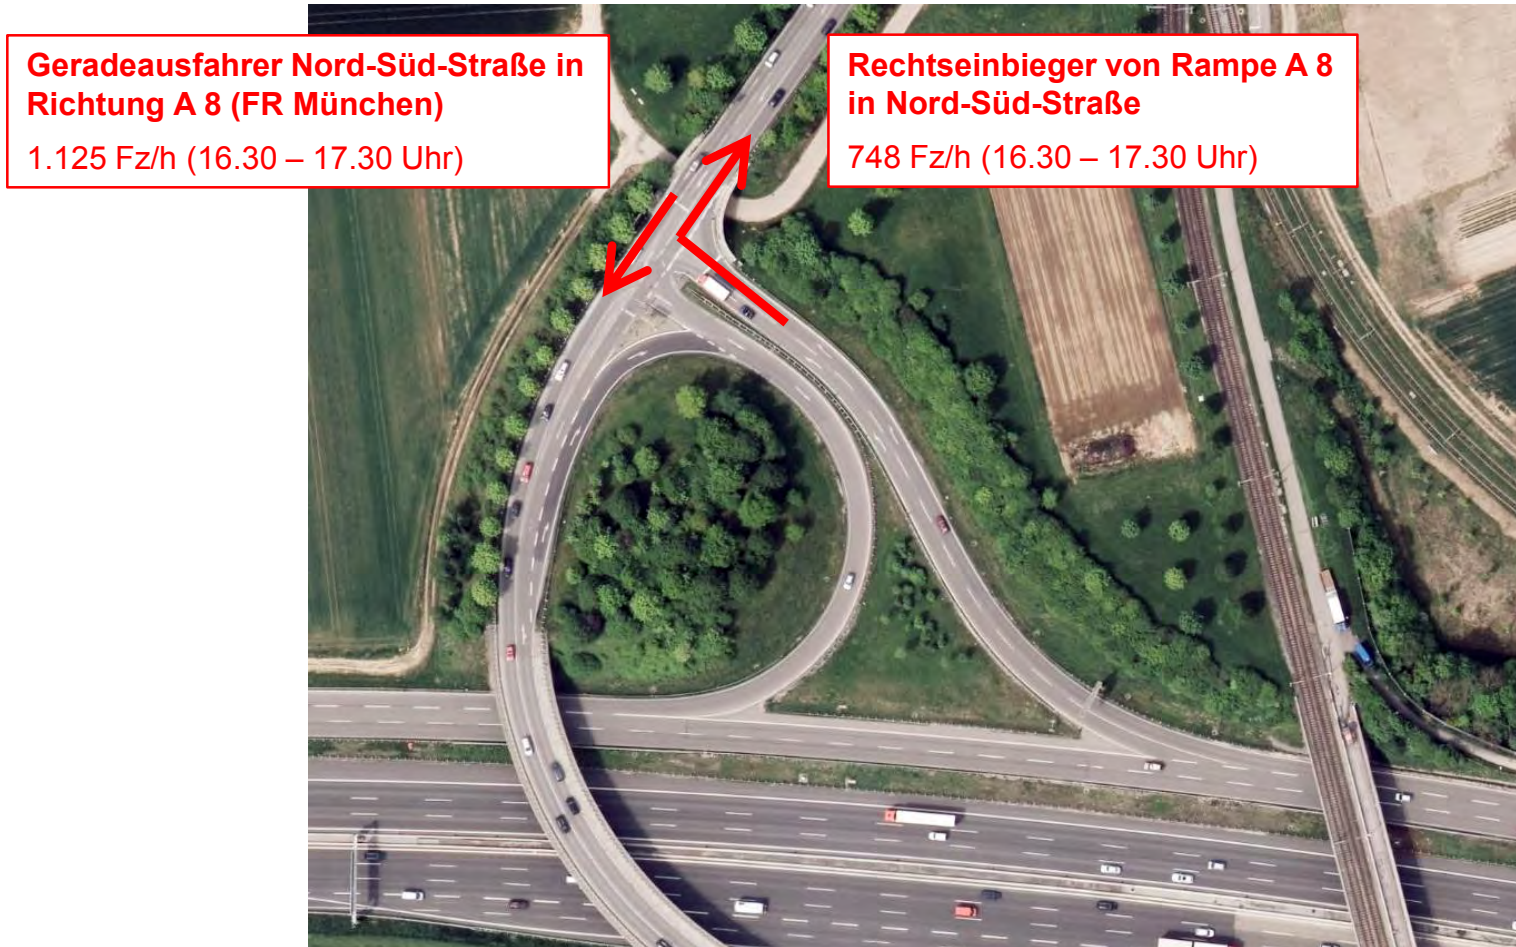 Geradeausfahrer Nord-Süd-Straße in
Richtung A 8 (FR München)
1.125 Fz/h (16.30 – 17.30 Uhr)
Rechtseinbieger von Rampe A 8
in Nord-Süd-Straße
748 Fz/h (16.30 – 17.30 Uhr)